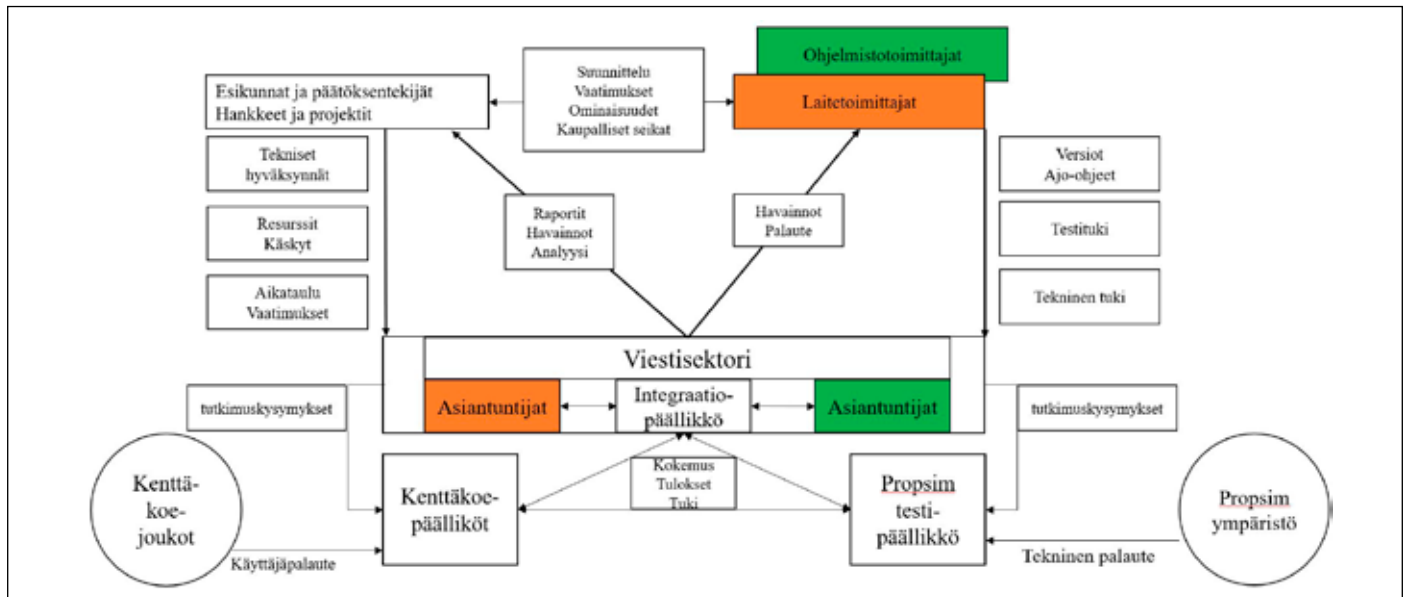 Ohjelmistotoimittajat
Esikunnat ja päätöksentekijät
Hankkeet ja projektit
Suunnittelu
Vaatimukset
Ominaisuudet
Kaupalliset seikat
Laitetoimittajat
Tekniset
hyväksynnät
Resurssit
Käskyt
Aikataulu
Vaatimukset
Raportit
Havainnot
Analyysi
Havainnot
Palaute
Versiot
Ajo-ohjeet
Testituki
Tekninen tuki
Viestisektori
Asiantuntijat
Integraatio-
päällikkö
Asiantuntijat
tutkimuskysymykset
tutkimuskysymykset
Kenttä-
koe-
joukot
Kenttäkoe-
päälliköt
Kokemus
Tulokset
Tuki
Propsim
testi-
päällikkö
Propsim
ympäristö
Käyttäjäpalaute
Tekninen palaute